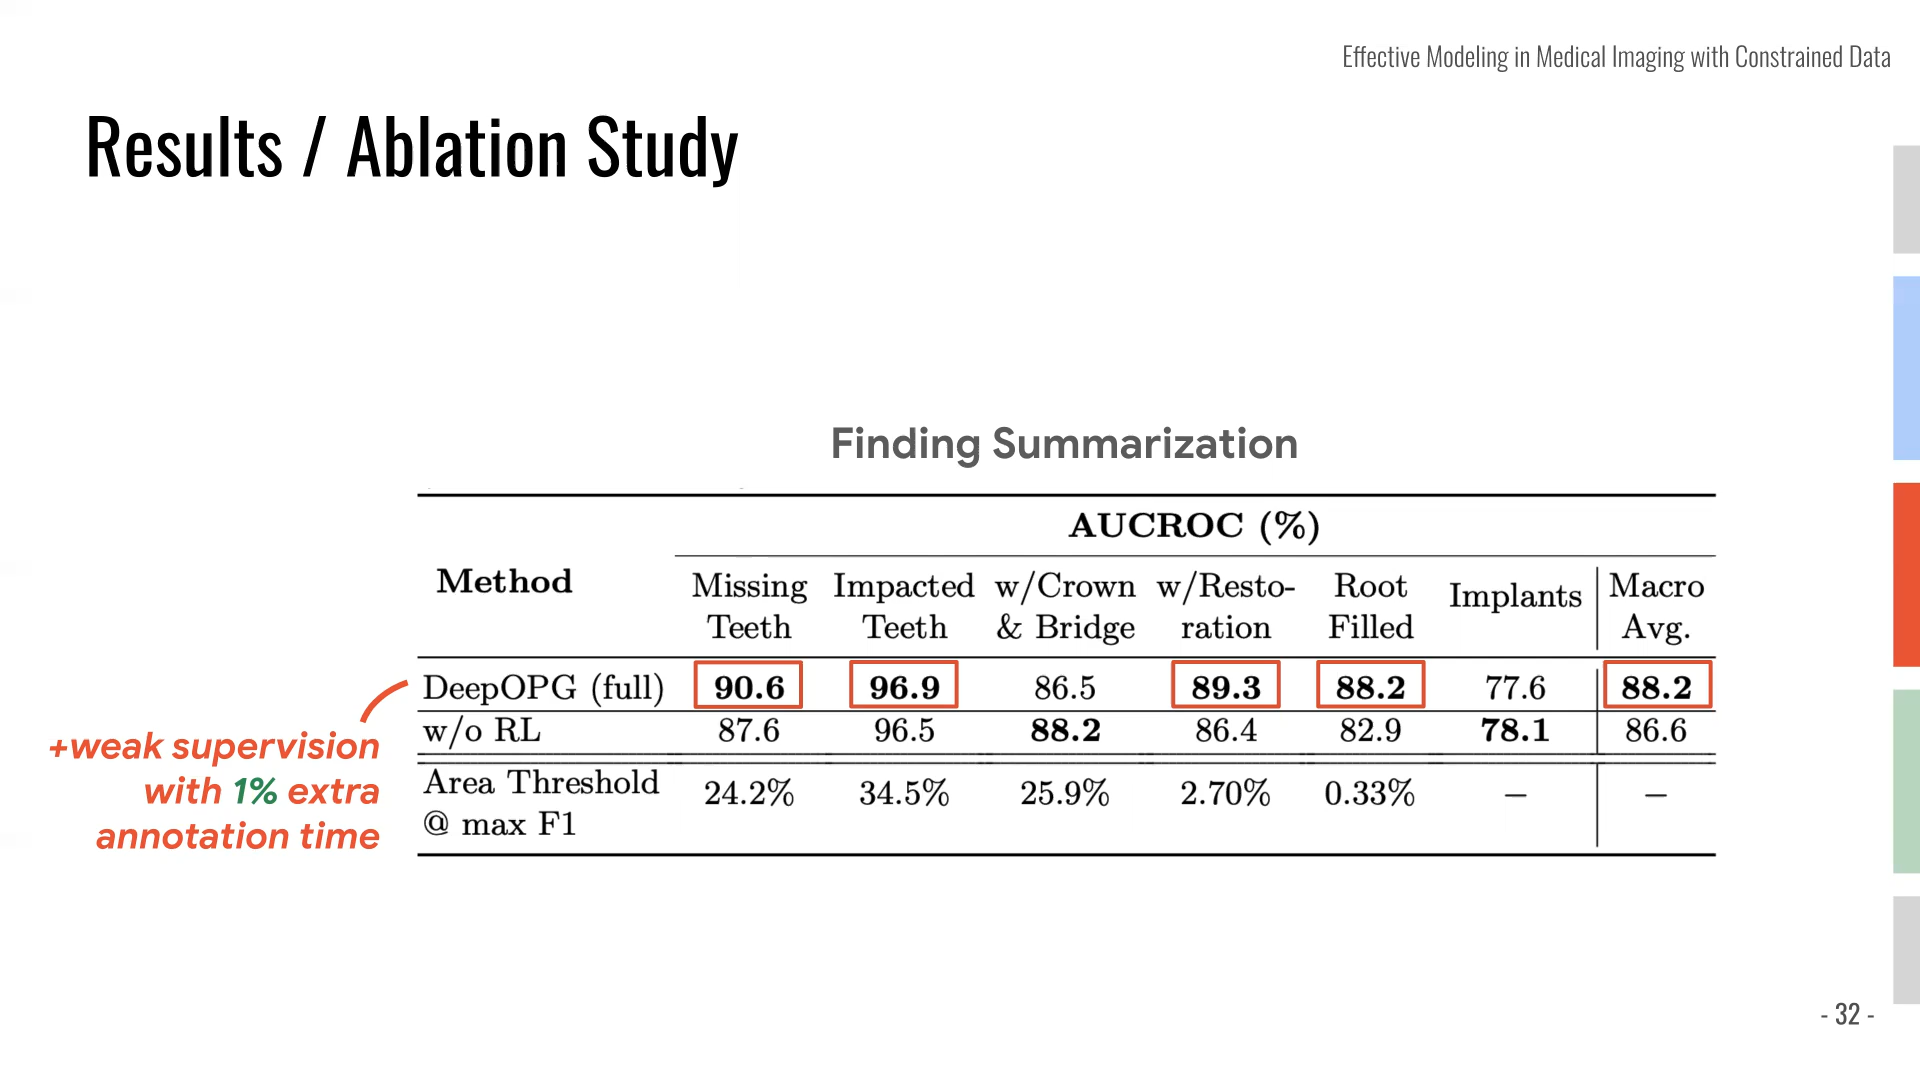 Effective Modeling in Medical Imaging with Constrained Data
Results / Ablation Study
Finding Summarization
AUCROC (%)
Method
Missing Teeth
Impacted Teeth
w/Crown & Bridge
w/Resto-ration
Root Filled
Implants
Macro Avg.
DeepOPG (full) 90.6 96.9 86.5 89.3 88.2 77.6 88.2
w/o RL 87.6 96.5 88.2 86.4 82.9 78.1 86.6
Area Threshold @ max F1 24.2% 34.5% 25.9% 2.70% 0.33% – –
+weak supervision
with 1% extra
annotation time
- 32 -